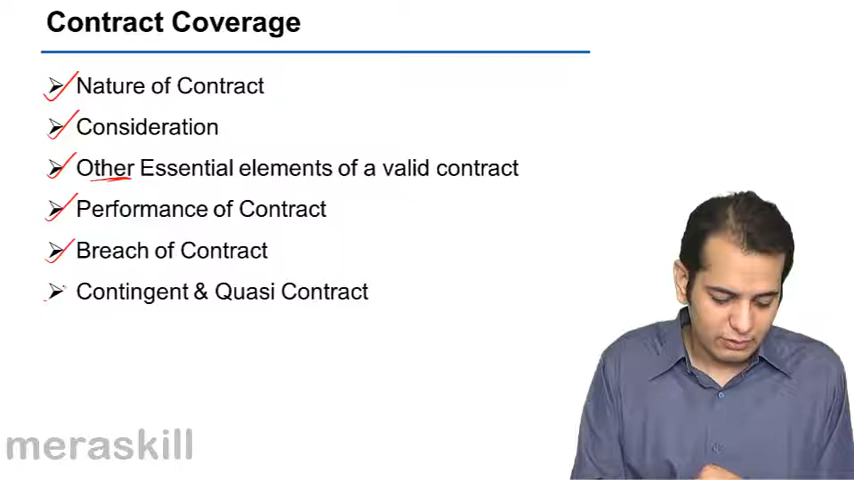 Contract Coverage
Nature of Contract
Consideration
Other Essential elements of a valid contract
Performance of Contract
Breach of Contract
Contingent & Quasi Contract
meraskill